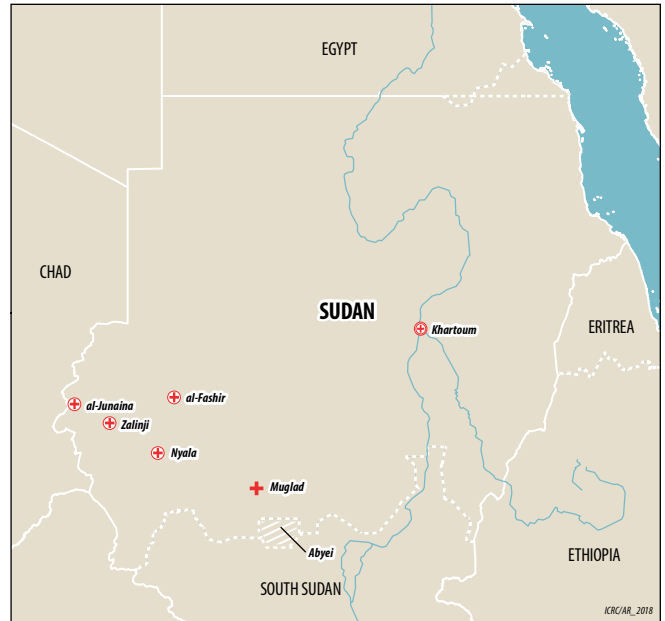 EGYPT
CHAD
SUDAN
Khartoum
ERITREA
al-Junaina
al-Fashir
Zalinji
Nyala
Muglad
Abyei
ETHIOPIA
SOUTH SUDAN
ICRC/AR_2018